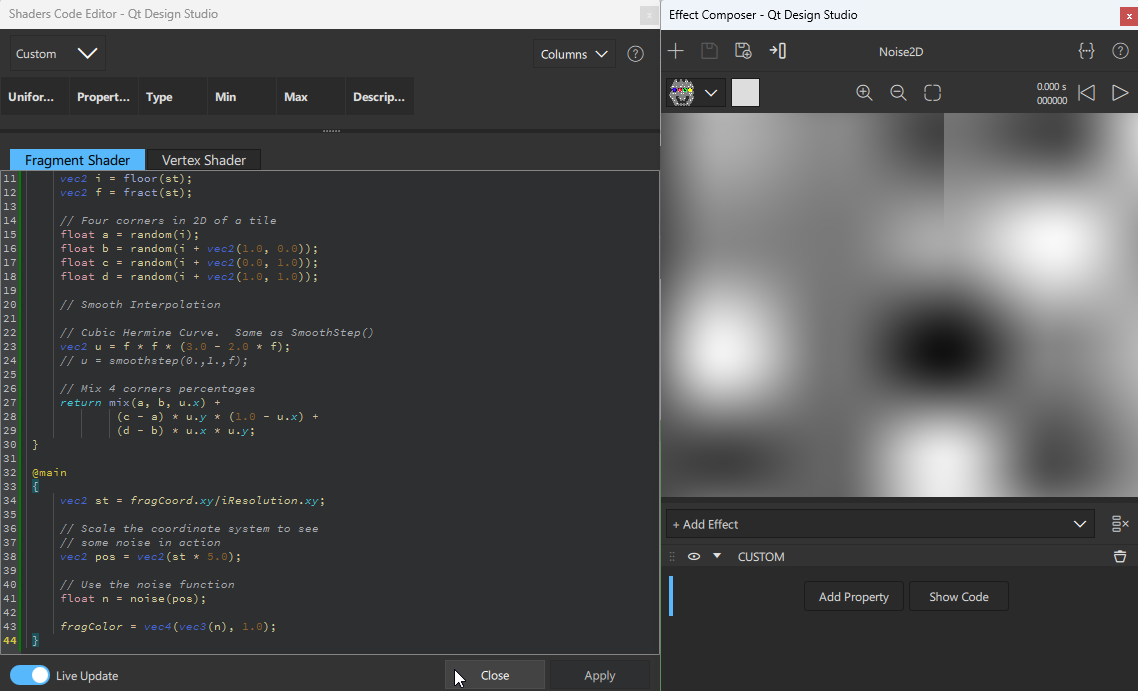 Shaders Code Editor - Qt Design Studio
x
Custom
Columns
?
Unifor... Propert... Type Min Max Descrip...
Fragment Shader Vertex Shader
11 vec2 i = floor(st);
12 vec2 f = fract(st);
13
14 // Four corners in 2D of a tile
15 float a = random(i);
16 float b = random(i + vec2(1.0, 0.0));
17 float c = random(i + vec2(0.0, 1.0));
18 float d = random(i + vec2(1.0, 1.0));
19
20 // Smooth Interpolation
21
22 // Cubic Hermine Curve.  Same as SmoothStep()
23 vec2 u = f * f * (3.0 - 2.0 * f);
24 // u = smoothstep(0.,1.,f);
25
26 // Mix 4 corners percentages
27 return mix(a, b, u.x) +
28 (c - a) * u.y * (1.0 - u.x) +
29 (d - b) * u.x * u.y;
30 }
31
32 @main
33 {
34 vec2 st = fragCoord.xy/iResolution.xy;
35
36 // Scale the coordinate system to see
37 // some noise in action
38 vec2 pos = vec2(st * 5.0);
39
40 // Use the noise function
41 float n = noise(pos);
42
43 fragColor = vec4(vec3(n), 1.0);
44 }
Live Update
Close
Apply
Effect Composer - Qt Design Studio
x
Noise2D
{··}
?
0.000 s
000000
+ Add Effect
CUSTOM
Add Property
Show Code